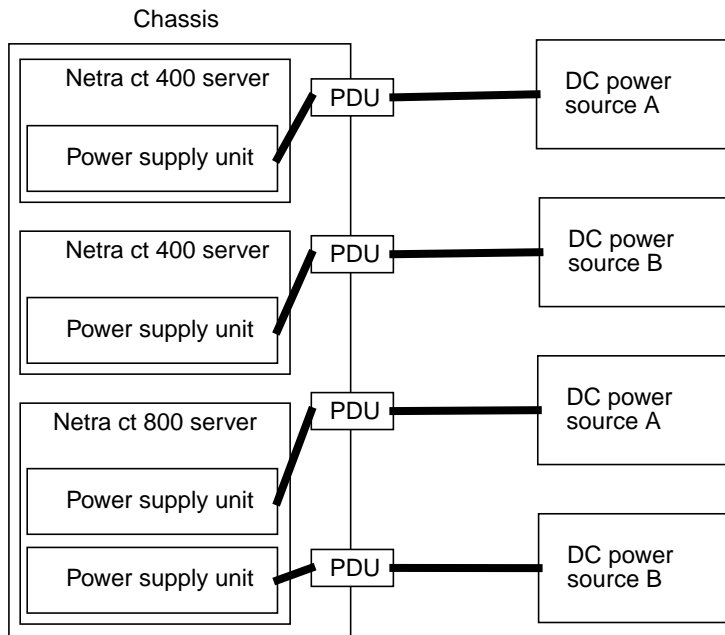 Chassis
Netra ct 400 server
PDU
DC power
source A
Power supply unit
Netra ct 400 server
PDU
DC power
source B
Power supply unit
Netra ct 800 server
PDU
DC power
source A
Power supply unit
Power supply unit
PDU
DC power
source B